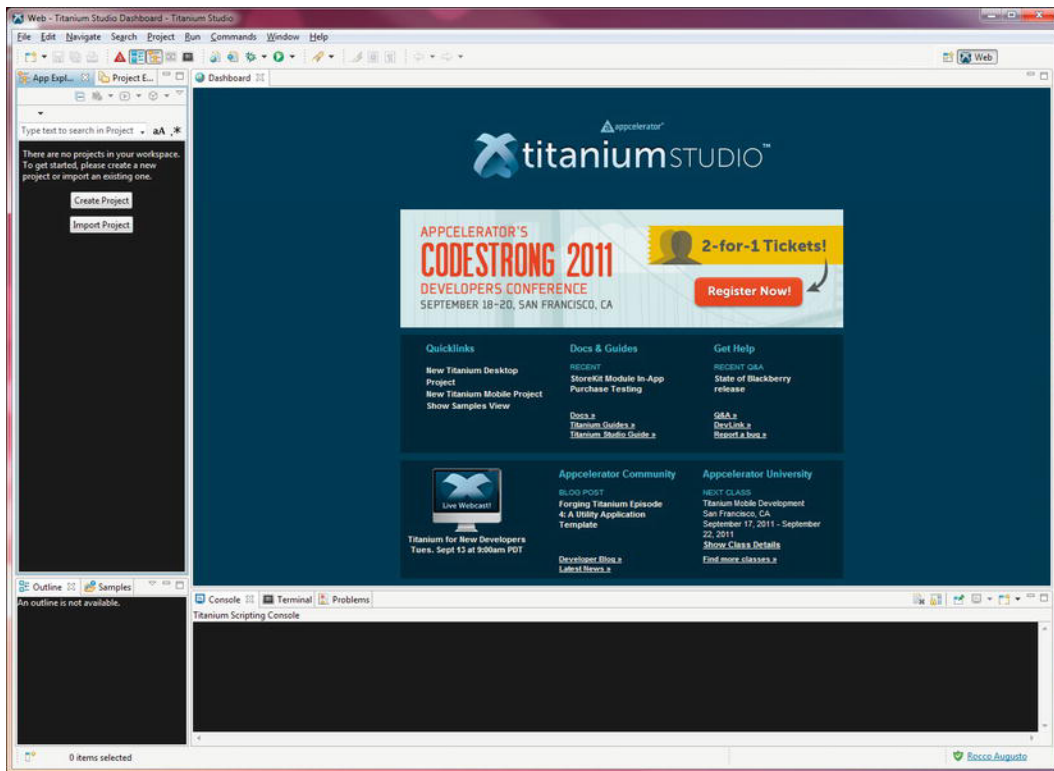 Web - Titanium Studio Dashboard - Titanium Studio
File Edit Navigate Search Project Run Commands Window Help
Web
App Expl... Project E...
Dashboard
Type text to search in Project aA .*
There are no projects in your workspace.
To get started, please create a new
project or import an existing one.
Create Project
Import Project
appcelerator
titanium STUDIO™
APPCELERATOR'S
CODESTRONG 2011
DEVELOPERS CONFERENCE
SEPTEMBER 18-20, SAN FRANCISCO, CA
2-for-1 Tickets!
Register Now!
Quicklinks
New Titanium Desktop
Project
New Titanium Mobile Project
Show Samples View
Docs & Guides
RECENT
StoreKit Module In-App
Purchase Testing
Docs »
Titanium Guides »
Titanium Studio Guide »
Get Help
RECENT Q&A
State of Blackberry
release
Q&A »
DevLink »
Report a bug »
Live Webcast!
Titanium for New Developers
Tues. Sept 13 at 9:00am PDT
Appcelerator Community
BLOG POST
Forging Titanium Episode
4: A Utility Application
Template
Developer Blog »
Latest News »
Appcelerator University
NEXT CLASS
Titanium Mobile Development
San Francisco, CA
September 17, 2011 - September
22, 2011
Show Class Details
Find more classes »
Outline Samples
An outline is not available.
Console Terminal Problems
Titanium Scripting Console
0 items selected
Rocco Augusto